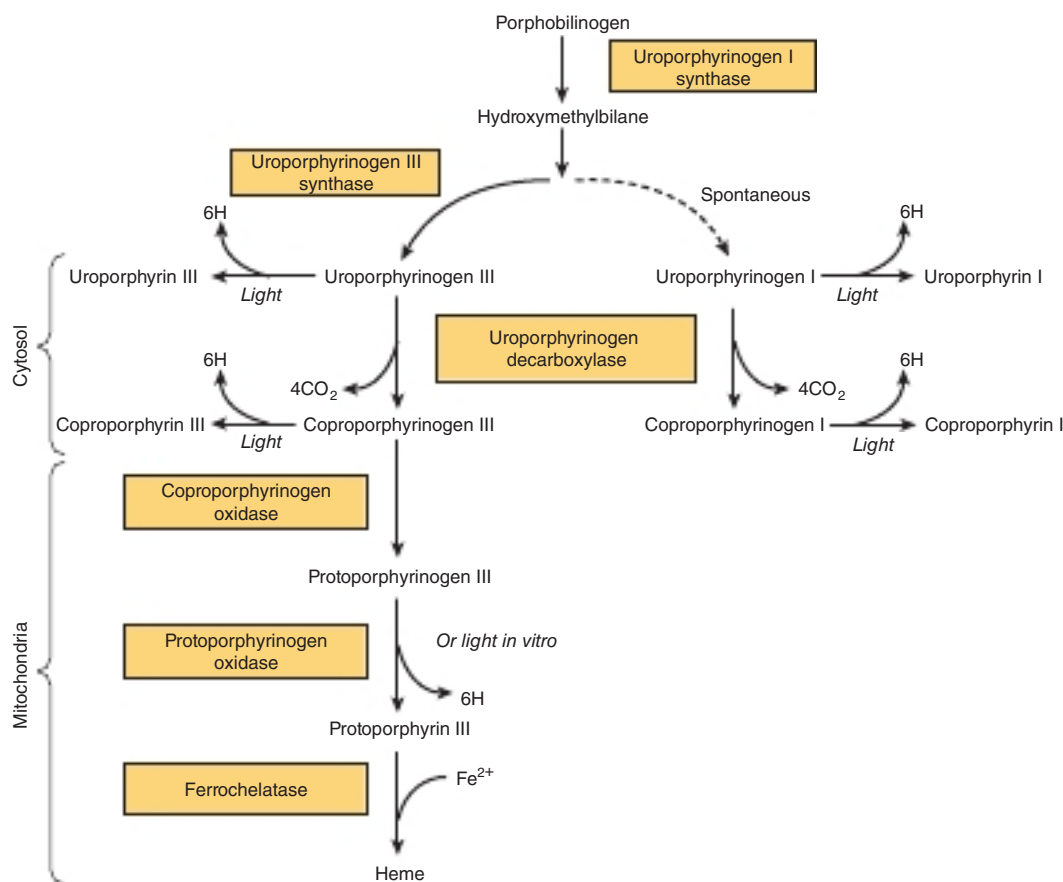 Porphobilinogen
Uroporphyrinogen I
synthase
Hydroxymethylbilane
Uroporphyrinogen III
synthase
Spontaneous
6H
6H
Uroporphyrin III
Light
Uroporphyrinogen III
Uroporphyrinogen I
Light
Uroporphyrin I
Cytosol
Uroporphyrinogen
decarboxylase
6H
4CO₂
4CO₂
6H
Coproporphyrin III
Light
Coproporphyrinogen III
Coproporphyrinogen I
Light
Coproporphyrin I
Coproporphyrinogen
oxidase
Protoporphyrinogen III
Mitochondria
Protoporphyrinogen
oxidase
Or light in vitro
6H
Protoporphyrin III
Ferrochelatase
Fe²⁺
Heme